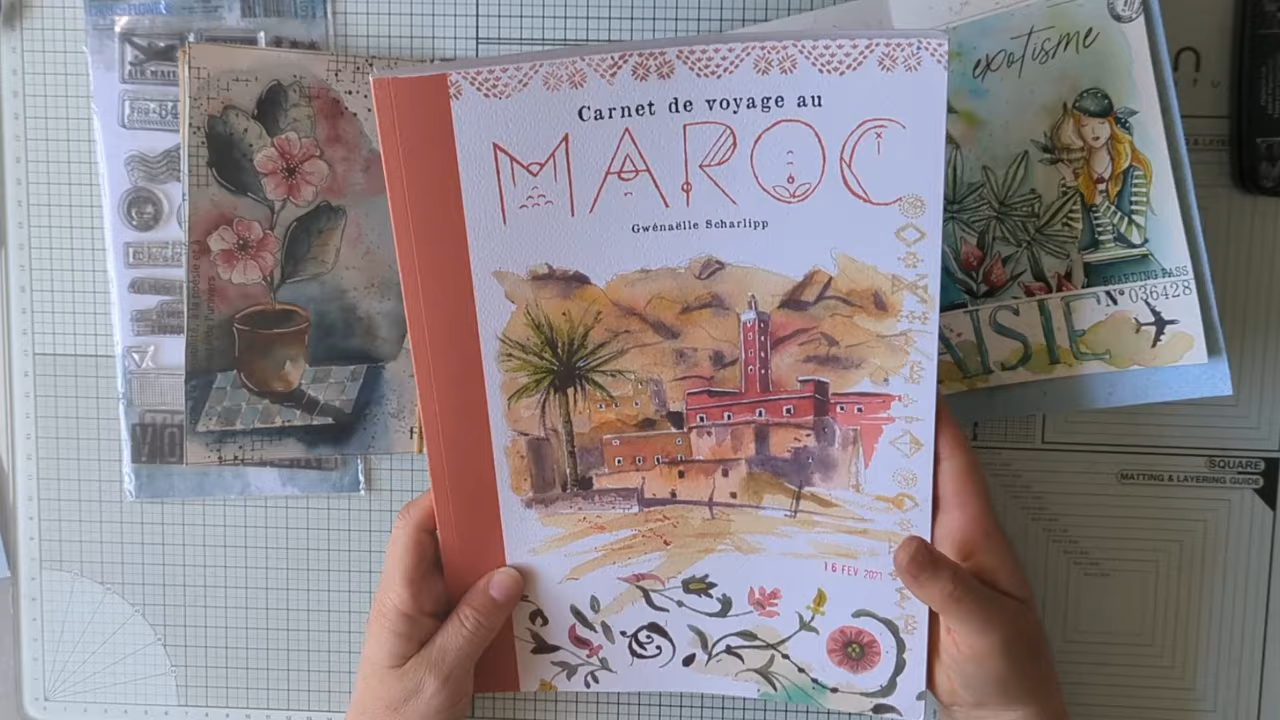 Carnet de voyage au
MAROC
Gwénaëlle Scharlipp
16 FEV 2021
exotisme
BOARDING PASS
N° 036428
AISIE
AIR MAIL
SQUARE
MATTING & LAYERING GUIDE